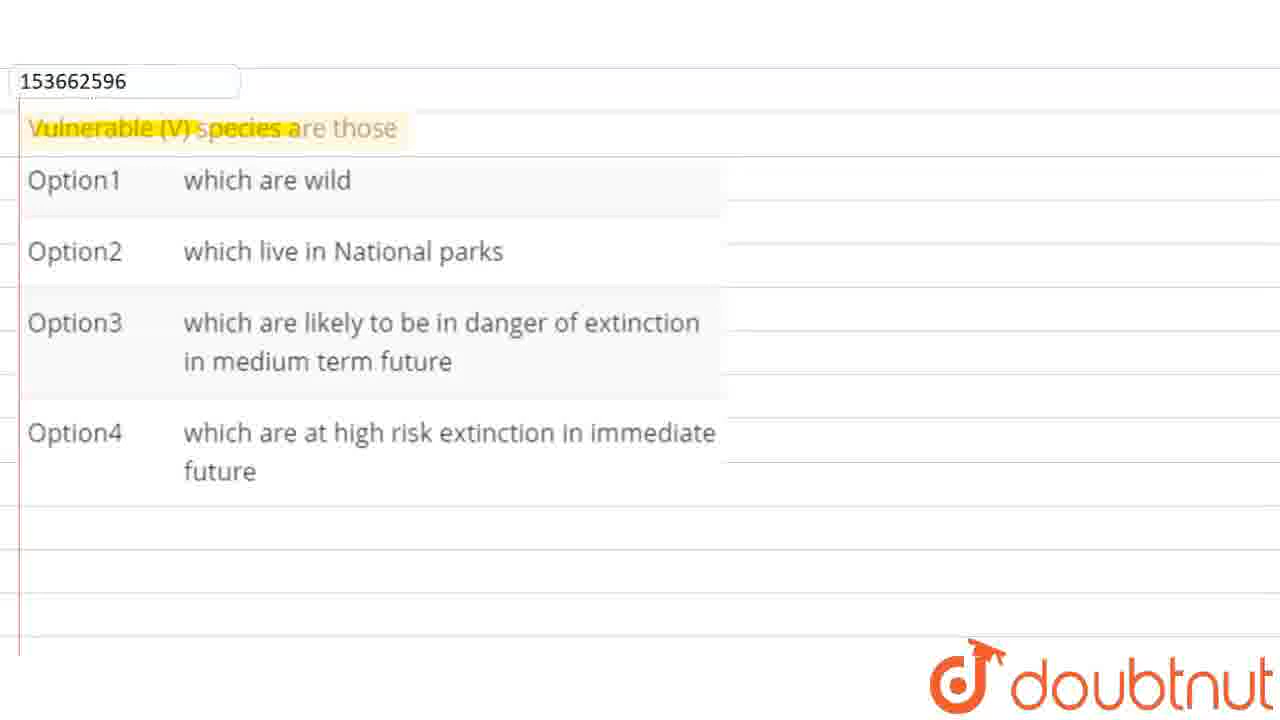 153662596
Vulnerable (V) species are those
Option1 which are wild
Option2 which live in National parks
Option3 which are likely to be in danger of extinction
in medium term future
Option4 which are at high risk extinction in immediate
future
doubtnut